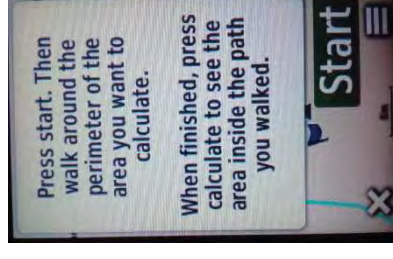 Press start. Then
walk around the
perimeter of the
area you want to
calculate.
When finished, press
calculate to see the
area inside the path
you walked.
Start